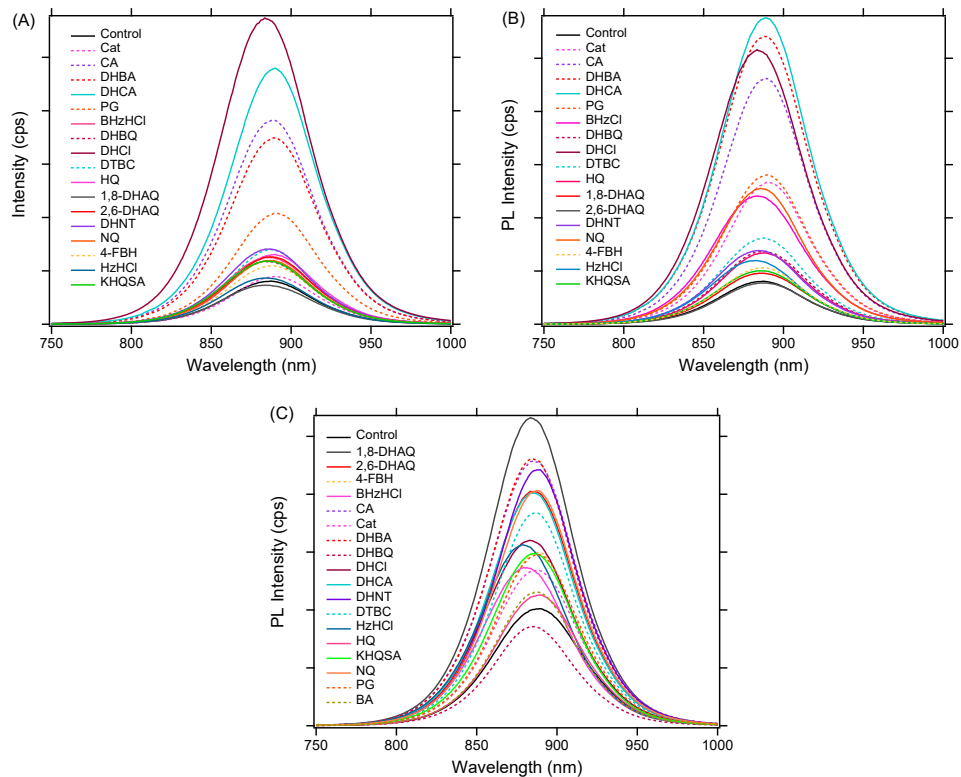 (A)
Control
Cat
CA
DHBA
DHCA
PG
BHzHCl
DHBQ
DHCl
DTBC
HQ
1,8-DHAQ
2,6-DHAQ
DHNT
NQ
4-FBH
HzHCl
KHQSA
Intensity (cps)
750 800 850 900 950 1000
Wavelength (nm)
(B)
Control
Cat
CA
DHBA
DHCA
PG
BHzCl
DHBQ
DHCl
DTBC
HQ
1,8-DHAQ
2,6-DHAQ
DHNT
NQ
4-FBH
HzHCl
KHQSA
PL Intensity (cps)
750 800 850 900 950 1000
Wavelength (nm)
(C)
Control
1,8-DHAQ
2,6-DHAQ
4-FBH
BHzHCl
CA
Cat
DHBA
DHBQ
DHCl
DHCA
DHNT
DTBC
HzHCl
HQ
KHQSA
NQ
PG
BA
PL Intensity (cps)
750 800 850 900 950 1000
Wavelength (nm)